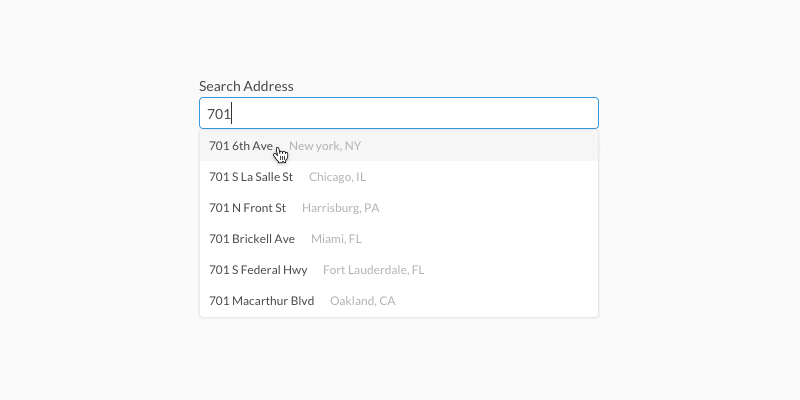 Search Address
701
701 6th Ave New york, NY
701 S La Salle St Chicago, IL
701 N Front St Harrisburg, PA
701 Brickell Ave Miami, FL
701 S Federal Hwy Fort Lauderdale, FL
701 Macarthur Blvd Oakland, CA